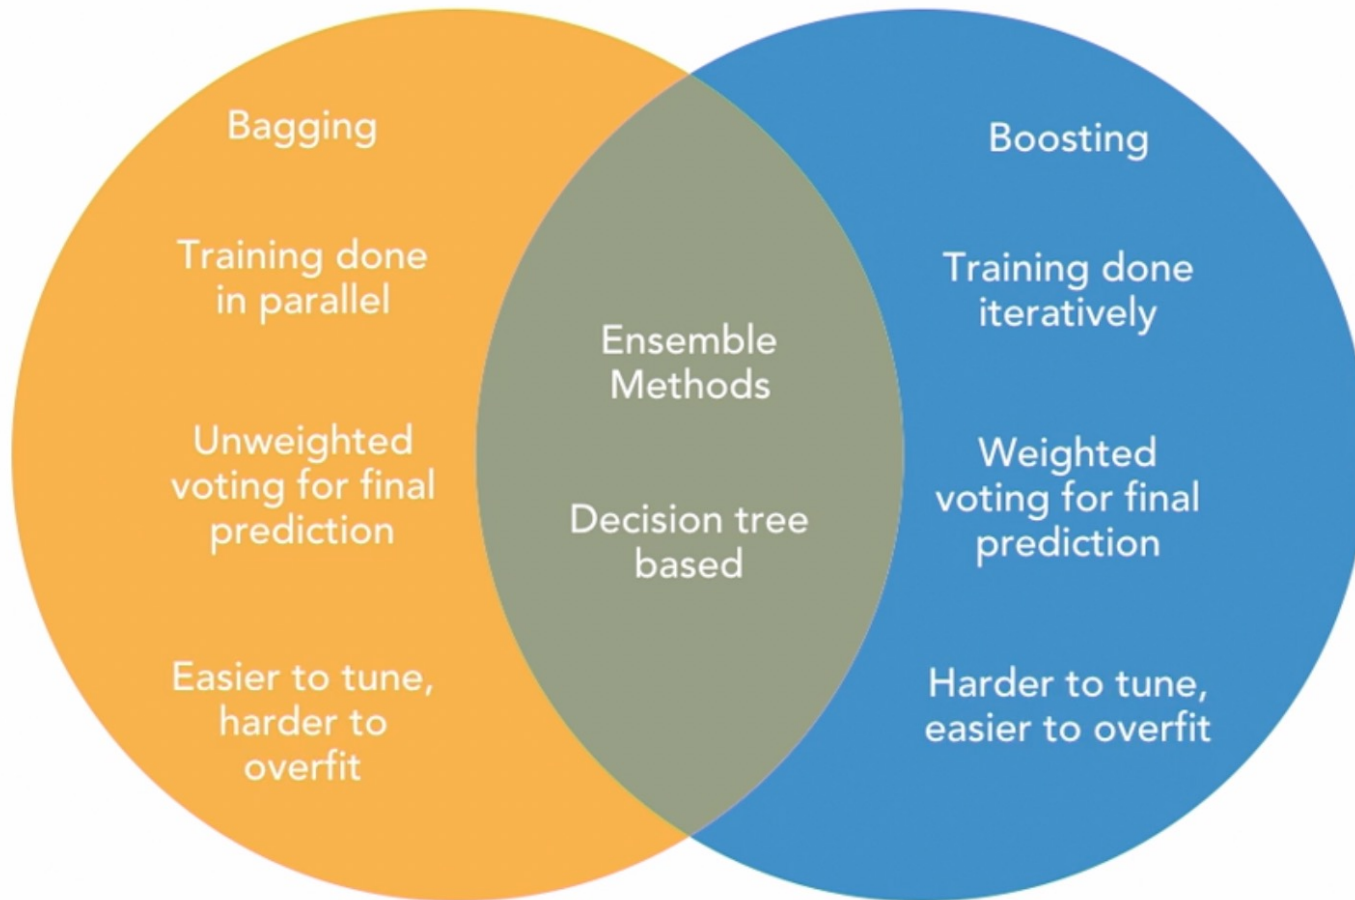 Bagging
Training done
in parallel
Unweighted
voting for final
prediction
Easier to tune,
harder to
overfit
Ensemble
Methods
Decision tree
based
Boosting
Training done
iteratively
Weighted
voting for final
prediction
Harder to tune,
easier to overfit